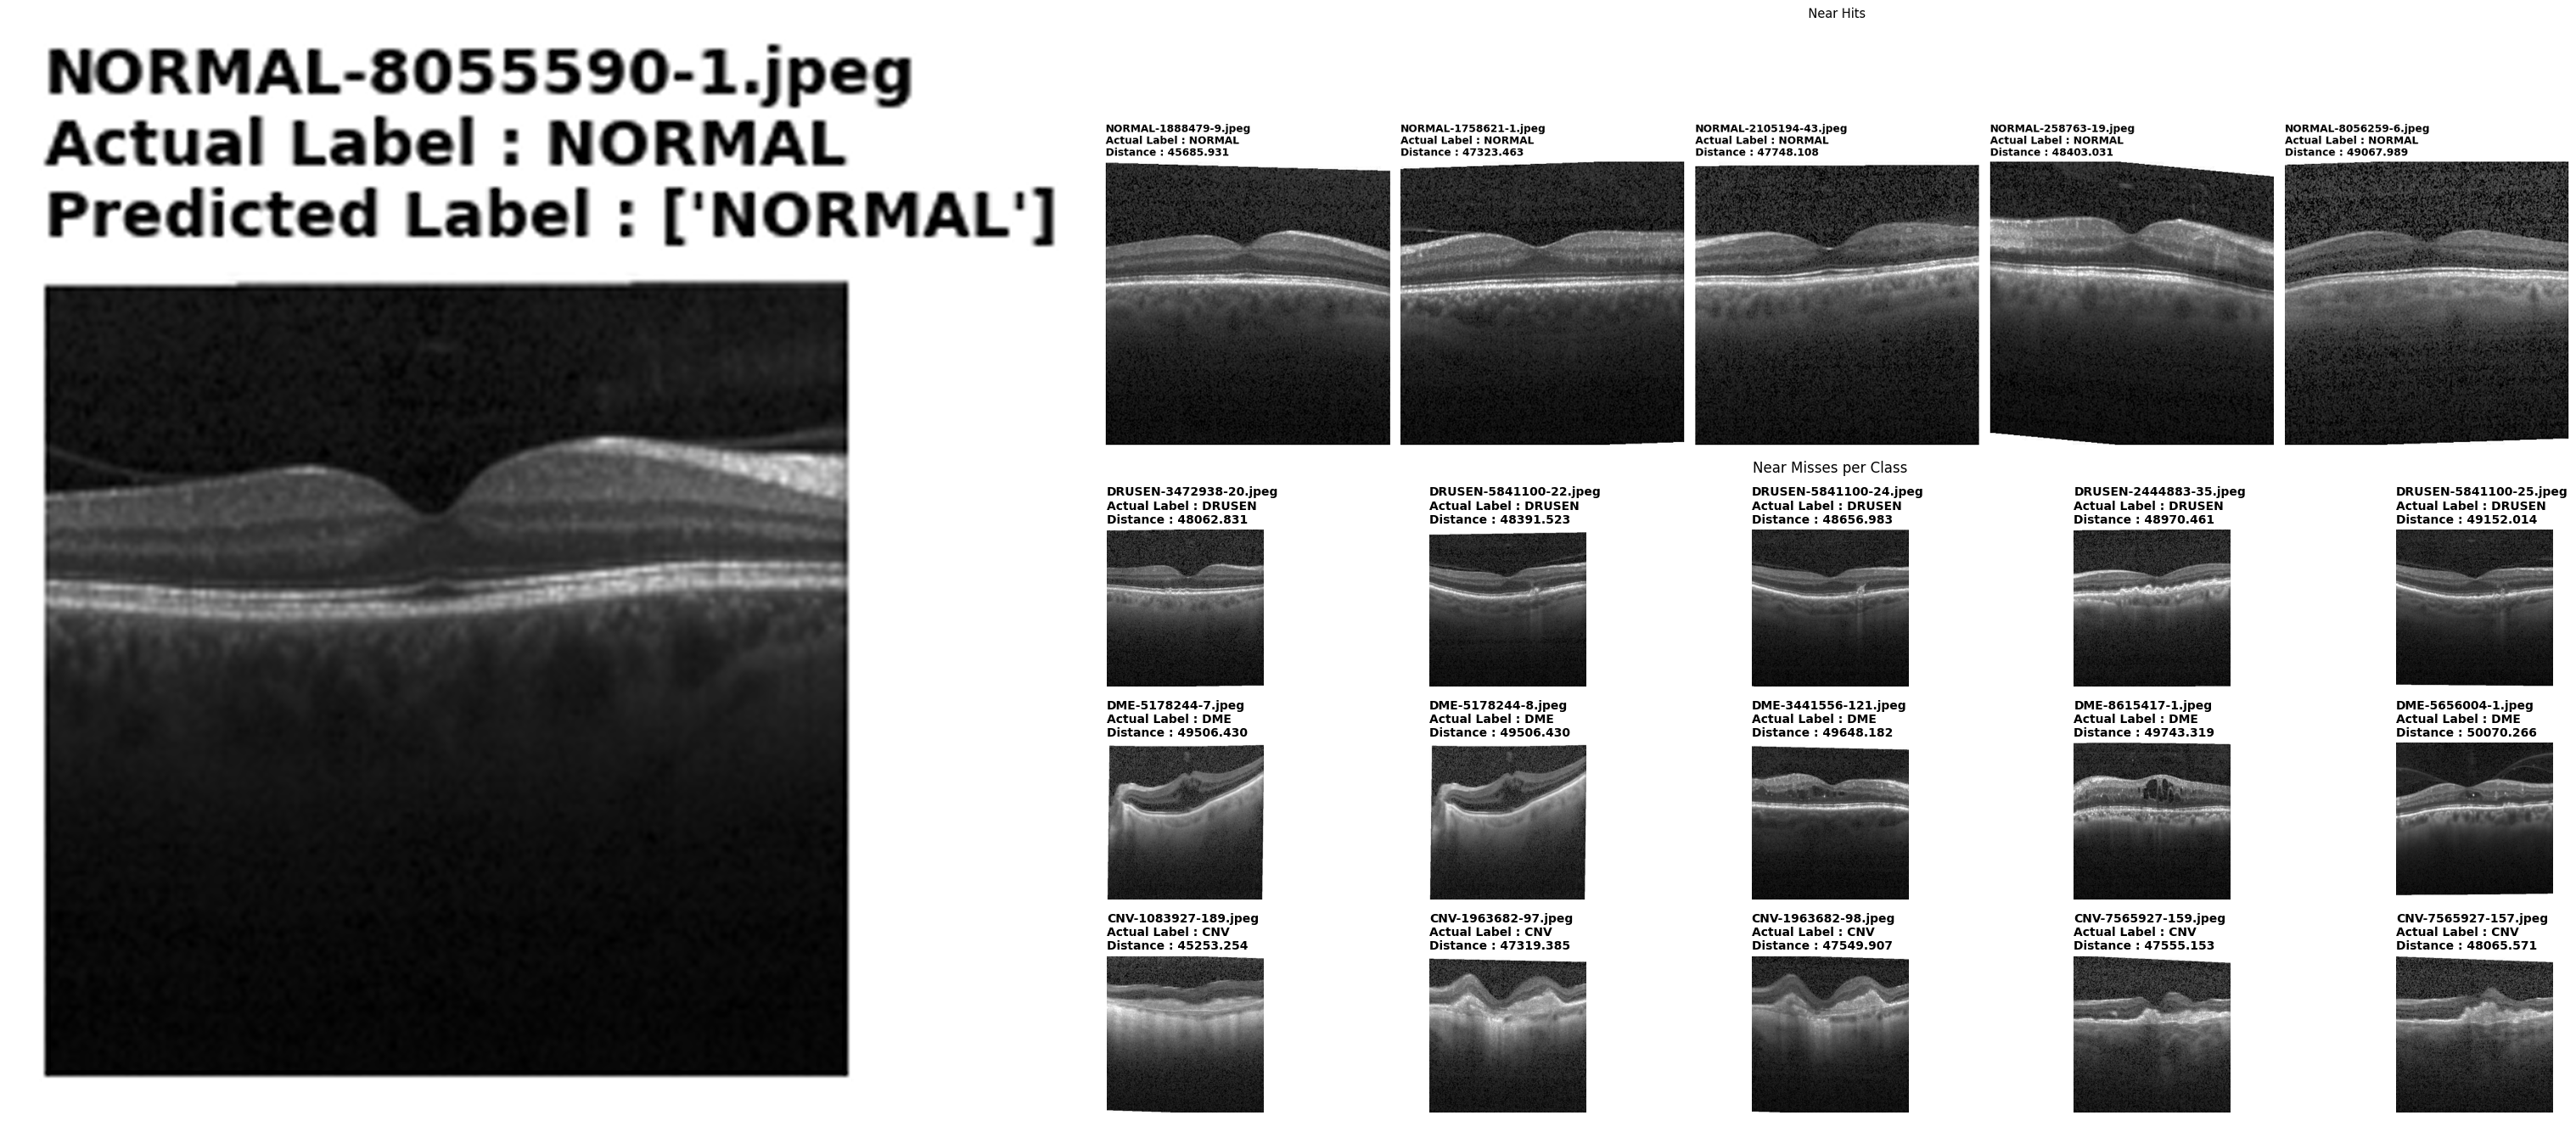 NORMAL-8055590-1.jpeg
Actual Label : NORMAL
Predicted Label : ['NORMAL']
Near Hits
NORMAL-1888479-9.jpeg
Actual Label : NORMAL
Distance : 45685.931
NORMAL-1758621-1.jpeg
Actual Label : NORMAL
Distance : 47323.463
NORMAL-2105194-43.jpeg
Actual Label : NORMAL
Distance : 47748.108
NORMAL-258763-19.jpeg
Actual Label : NORMAL
Distance : 48403.031
NORMAL-8056259-6.jpeg
Actual Label : NORMAL
Distance : 49067.989
Near Misses per Class
DRUSEN-3472938-20.jpeg
Actual Label : DRUSEN
Distance : 48062.831
DRUSEN-5841100-22.jpeg
Actual Label : DRUSEN
Distance : 48391.523
DRUSEN-5841100-24.jpeg
Actual Label : DRUSEN
Distance : 48656.983
DRUSEN-2444883-35.jpeg
Actual Label : DRUSEN
Distance : 48970.461
DRUSEN-5841100-25.jpeg
Actual Label : DRUSEN
Distance : 49152.014
DME-5178244-7.jpeg
Actual Label : DME
Distance : 49506.430
DME-5178244-8.jpeg
Actual Label : DME
Distance : 49506.430
DME-3441556-121.jpeg
Actual Label : DME
Distance : 49648.182
DME-8615417-1.jpeg
Actual Label : DME
Distance : 49743.319
DME-5656004-1.jpeg
Actual Label : DME
Distance : 50070.266
CNV-1083927-189.jpeg
Actual Label : CNV
Distance : 45253.254
CNV-1963682-97.jpeg
Actual Label : CNV
Distance : 47319.385
CNV-1963682-98.jpeg
Actual Label : CNV
Distance : 47549.907
CNV-7565927-159.jpeg
Actual Label : CNV
Distance : 47555.153
CNV-7565927-157.jpeg
Actual Label : CNV
Distance : 48065.571